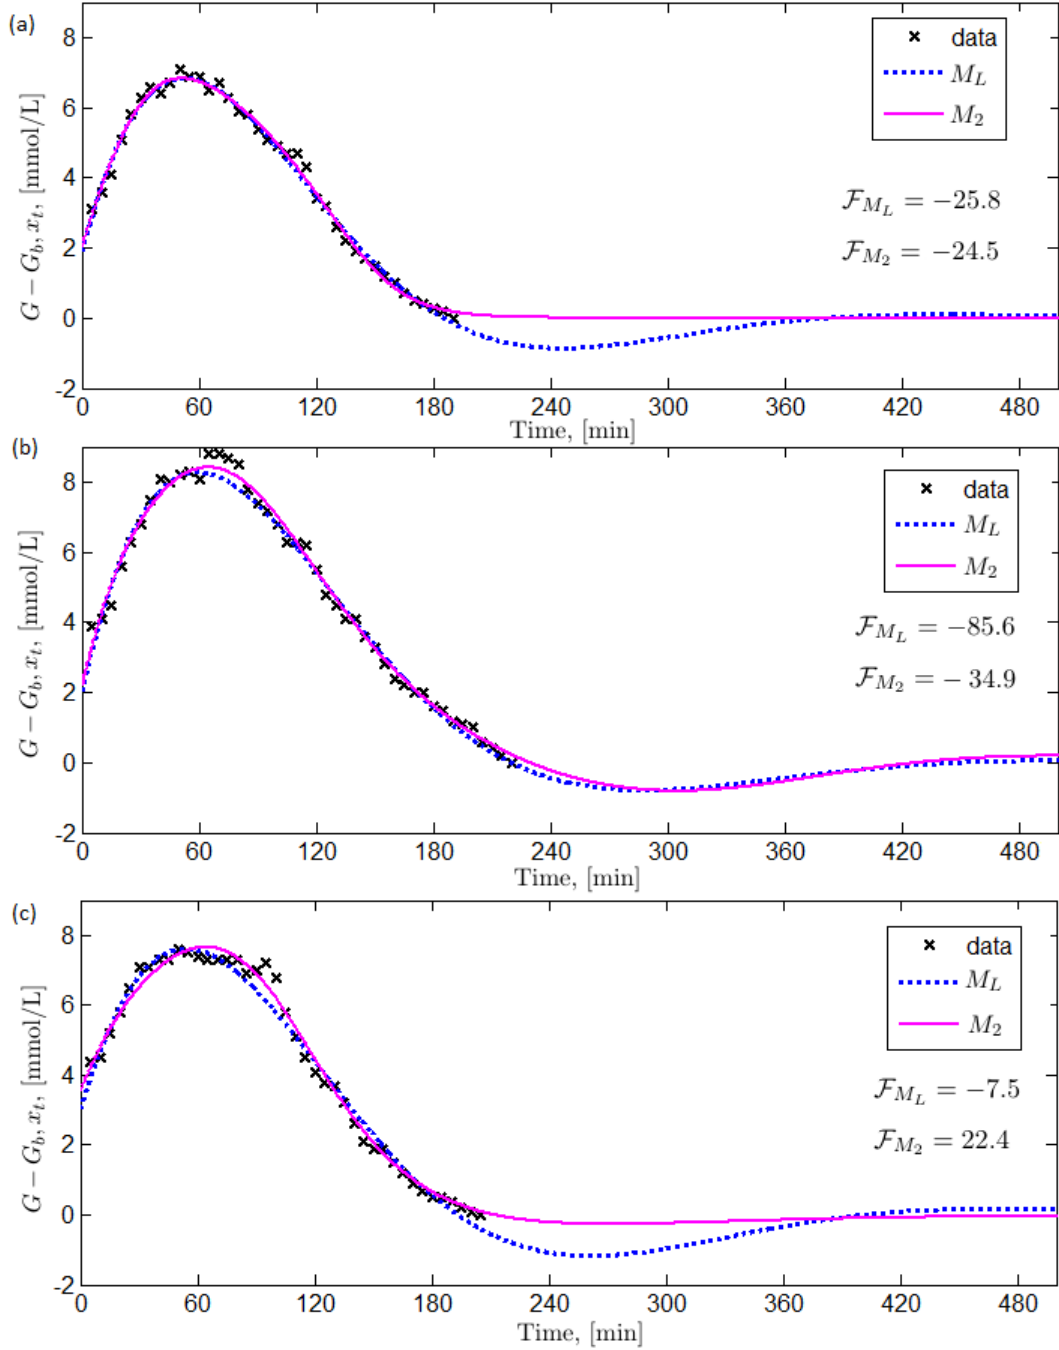 (a)
8
6
4
2
0
-2
G − G_b, x_t, [mmol/L]
data
M_L
M_2
F_{M_L} = −25.8
F_{M_2} = −24.5
0 60 120 180 240 300 360 420 480
Time, [min]
(b)
8
6
4
2
0
-2
G − G_b, x_t, [mmol/L]
data
M_L
M_2
F_{M_L} = −85.6
F_{M_2} = − 34.9
0 60 120 180 240 300 360 420 480
Time, [min]
(c)
8
6
4
2
0
-2
G − G_b, x_t, [mmol/L]
data
M_L
M_2
F_{M_L} = −7.5
F_{M_2} = 22.4
0 60 120 180 240 300 360 420 480
Time, [min]